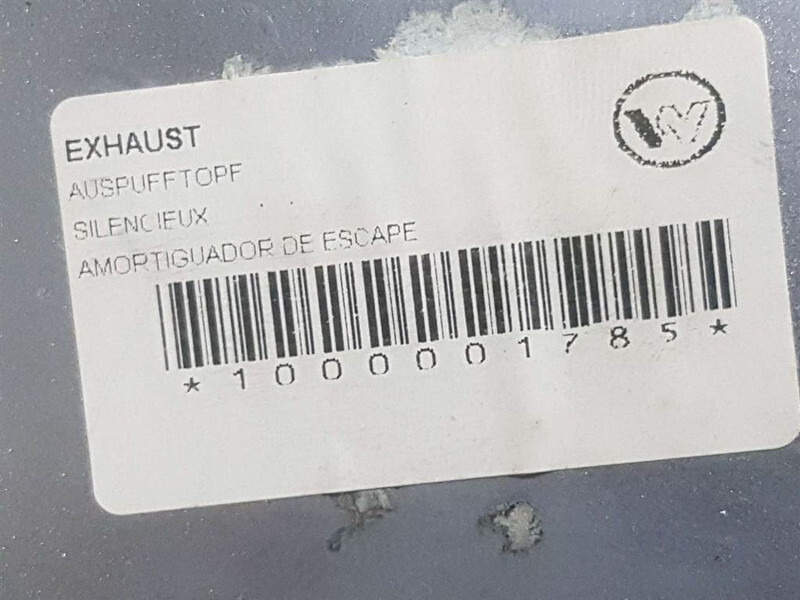 EXHAUST
AUSPUFFTOPF
SILENCIEUX
AMORTIGUADOR DE ESCAPE
*1000001785*